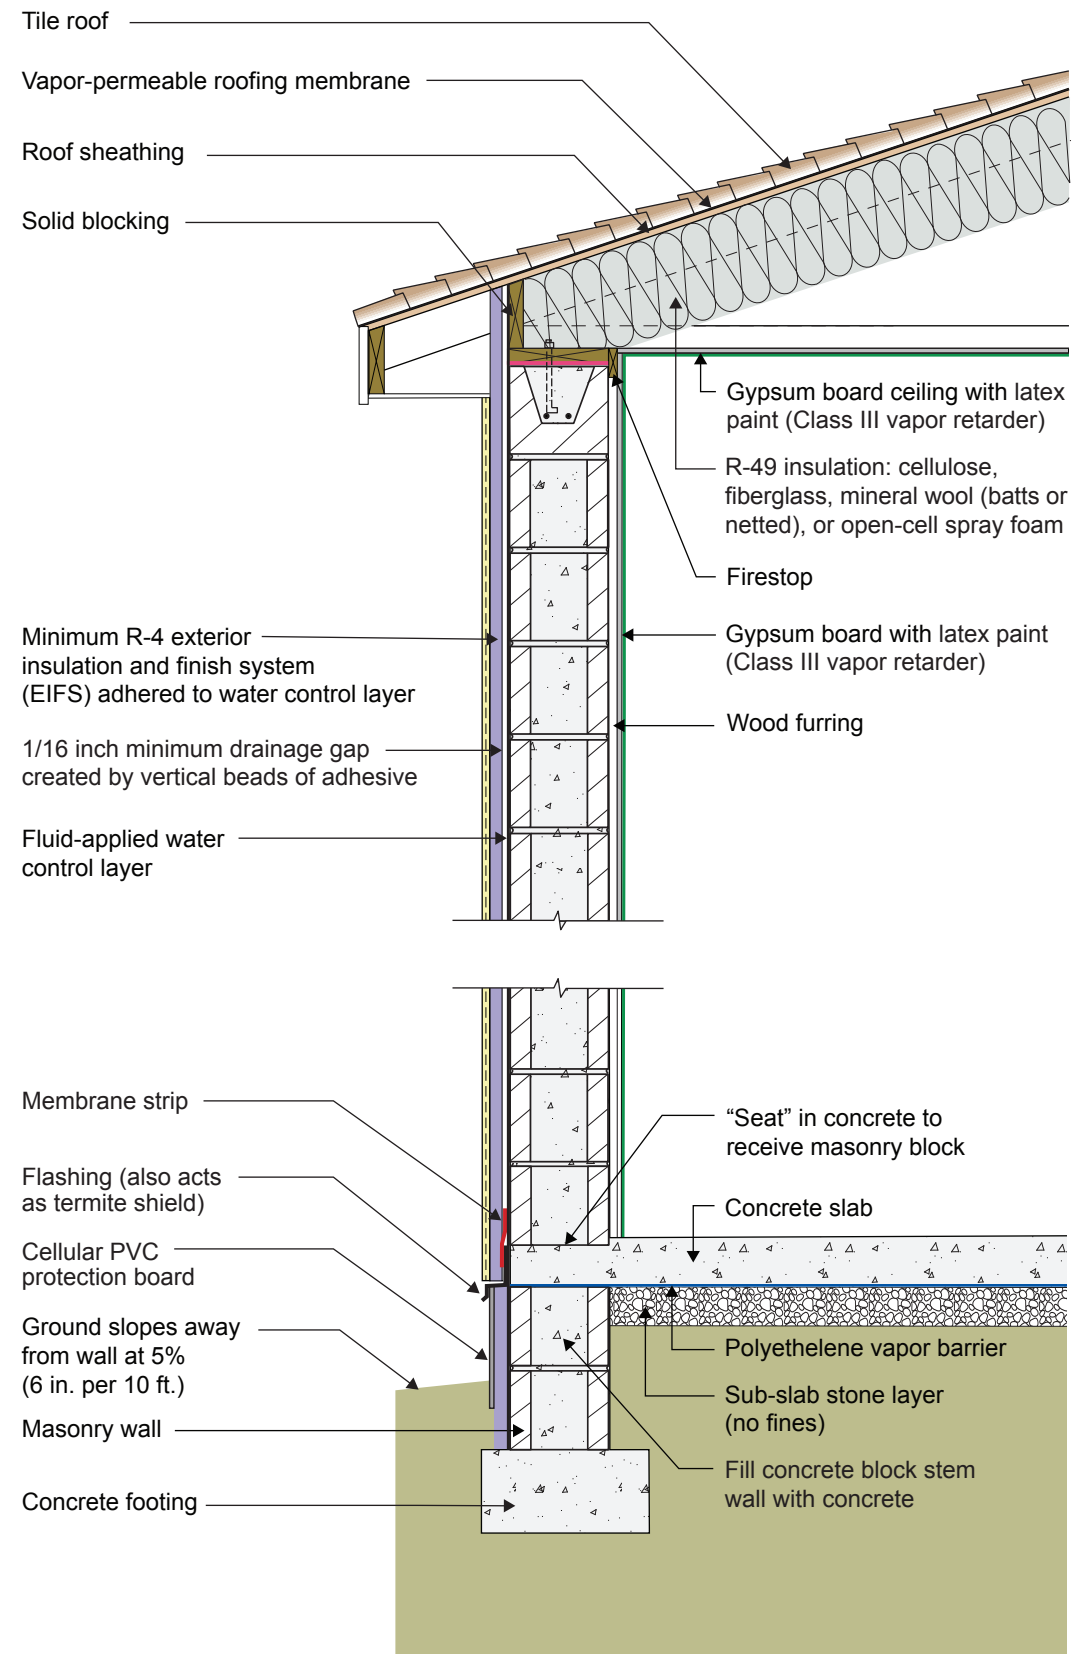 Tile roof
Vapor-permeable roofing membrane
Roof sheathing
Solid blocking
Gypsum board ceiling with latex
paint (Class III vapor retarder)
R-49 insulation: cellulose,
fiberglass, mineral wool (batts or
netted), or open-cell spray foam
Firestop
Minimum R-4 exterior
insulation and finish system
(EIFS) adhered to water control layer
Gypsum board with latex paint
(Class III vapor retarder)
Wood furring
1/16 inch minimum drainage gap
created by vertical beads of adhesive
Fluid-applied water
control layer
Membrane strip
Flashing (also acts
as termite shield)
Cellular PVC
protection board
Ground slopes away
from wall at 5%
(6 in. per 10 ft.)
Masonry wall
Concrete footing
“Seat” in concrete to
receive masonry block
Concrete slab
Polyethelene vapor barrier
Sub-slab stone layer
(no fines)
Fill concrete block stem
wall with concrete